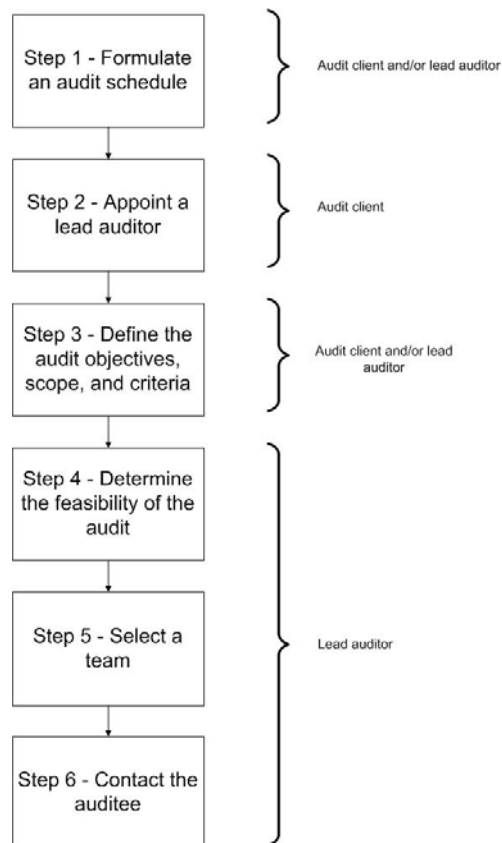 Step 1 - Formulate
an audit schedule
Audit client and/or lead auditor
Step 2 - Appoint a
lead auditor
Audit client
Step 3 - Define the
audit objectives,
scope, and criteria
Audit client and/or lead
auditor
Step 4 - Determine
the feasibility of the
audit
Step 5 - Select a
team
Lead auditor
Step 6 - Contact the
auditee